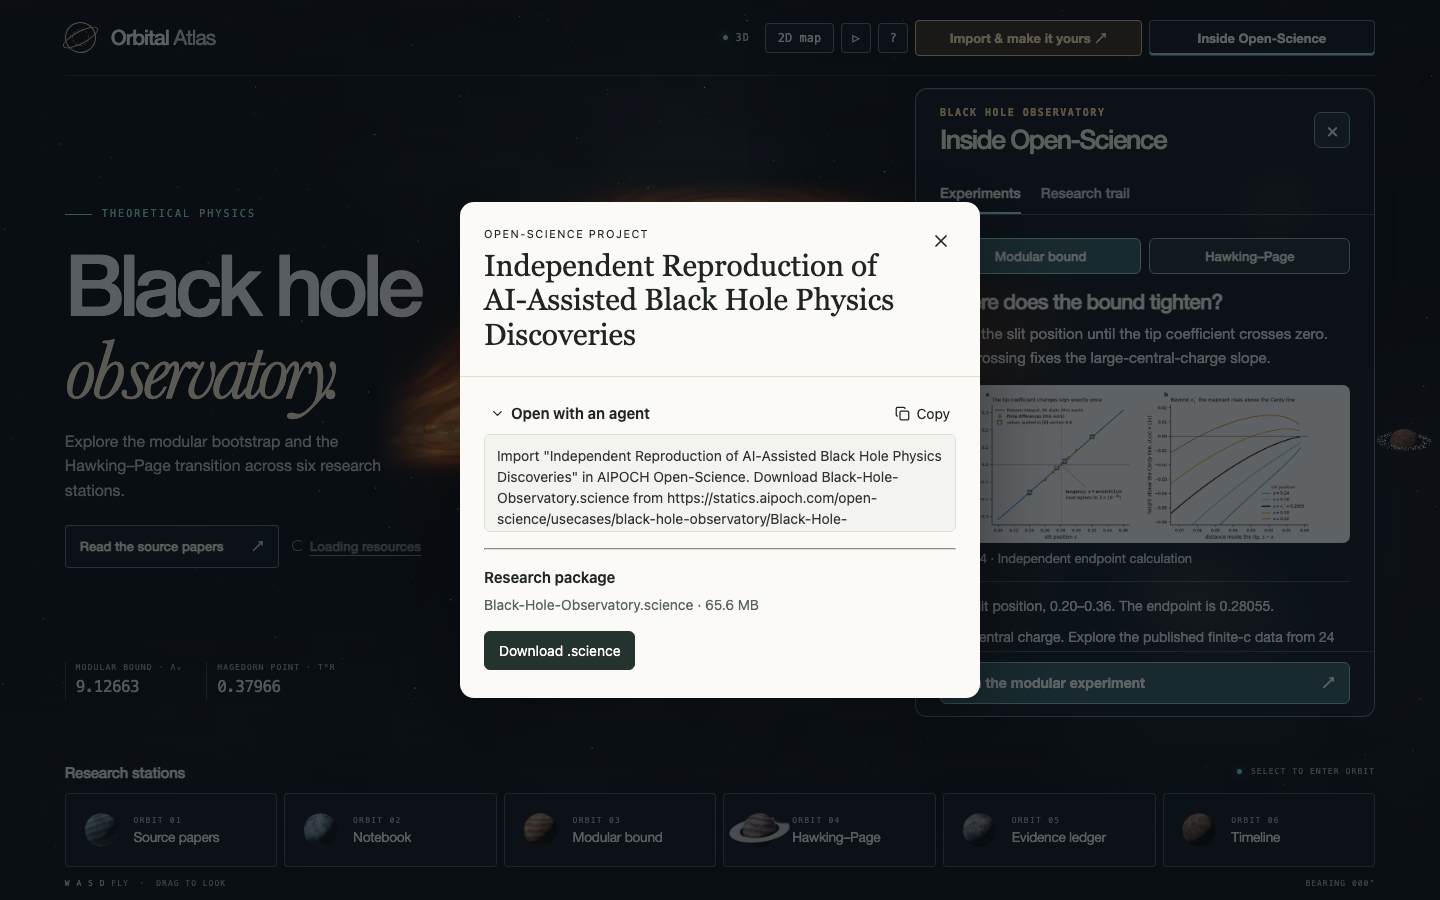 Orbital Atlas
3D
2D map
?
Import & make it yours ↗
Inside Open-Science
BLACK HOLE OBSERVATORY
Inside Open-Science
Experiments
Research trail
Modular bound
Hawking–Page
re does the bound tighten?
the slit position until the tip coefficient crosses zero.
rossing fixes the large-central-charge slope.
4 · Independent endpoint calculation
lit position, 0.20–0.36. The endpoint is 0.28055.
entral charge. Explore the published finite-c data from 24
the modular experiment ↗
THEORETICAL PHYSICS
Black hole
observatory.
Explore the modular bootstrap and the
Hawking–Page transition across six research
stations.
Read the source papers ↗
Loading resources
MODULAR BOUND ·
9.12663
HAGEDORN POINT ·
0.37966
OPEN-SCIENCE PROJECT
Independent Reproduction of
AI-Assisted Black Hole Physics
Discoveries
Open with an agent
Copy
Import "Independent Reproduction of AI-Assisted Black Hole Physics
Discoveries" in AIPOCH Open-Science. Download Black-Hole-
Observatory.science from https://statics.aipoch.com/open-
science/usecases/black-hole-observatory/Black-Hole-
Research package
Black-Hole-Observatory.science · 65.6 MB
Download .science
Research stations
SELECT TO ENTER ORBIT
ORBIT 01
Source papers
ORBIT 02
Notebook
ORBIT 03
Modular bound
ORBIT 04
Hawking–Page
ORBIT 05
Evidence ledger
ORBIT 06
Timeline
W A S D FLY · DRAG TO LOOK
BEARING 000°